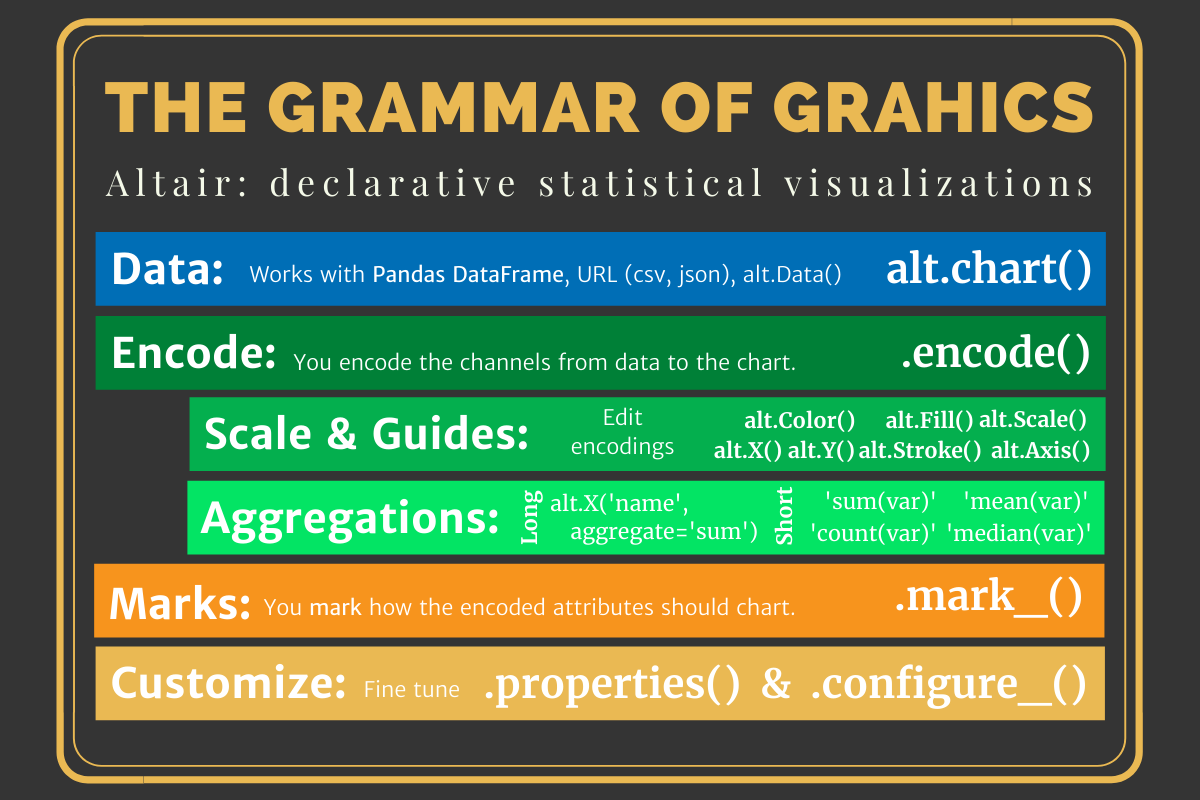 THE GRAMMAR OF GRAHICS
Altair: declarative statistical visualizations
Data: Works with Pandas DataFrame, URL (csv, json), alt.Data() alt.chart()
Encode: You encode the channels from data to the chart. .encode()
Scale & Guides: Edit encodings alt.Color() alt.Fill() alt.Scale()
alt.X() alt.Y() alt.Stroke() alt.Axis()
Aggregations: Long alt.X('name',
aggregate='sum')
Short 'sum(var)' 'mean(var)'
'count(var)' 'median(var)'
Marks: You mark how the encoded attributes should chart. .mark_()
Customize: Fine tune .properties() & .configure_()